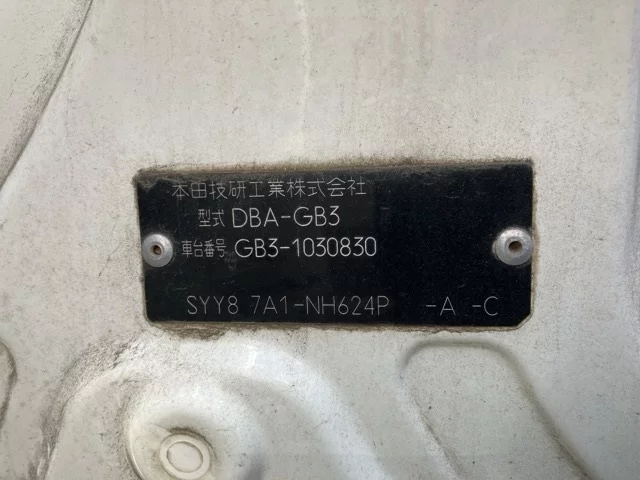 本田技研工業株式会社
型式 DBA-GB3
車台番号 GB3-1030830
SYY8 7A1-NH624P -A -C